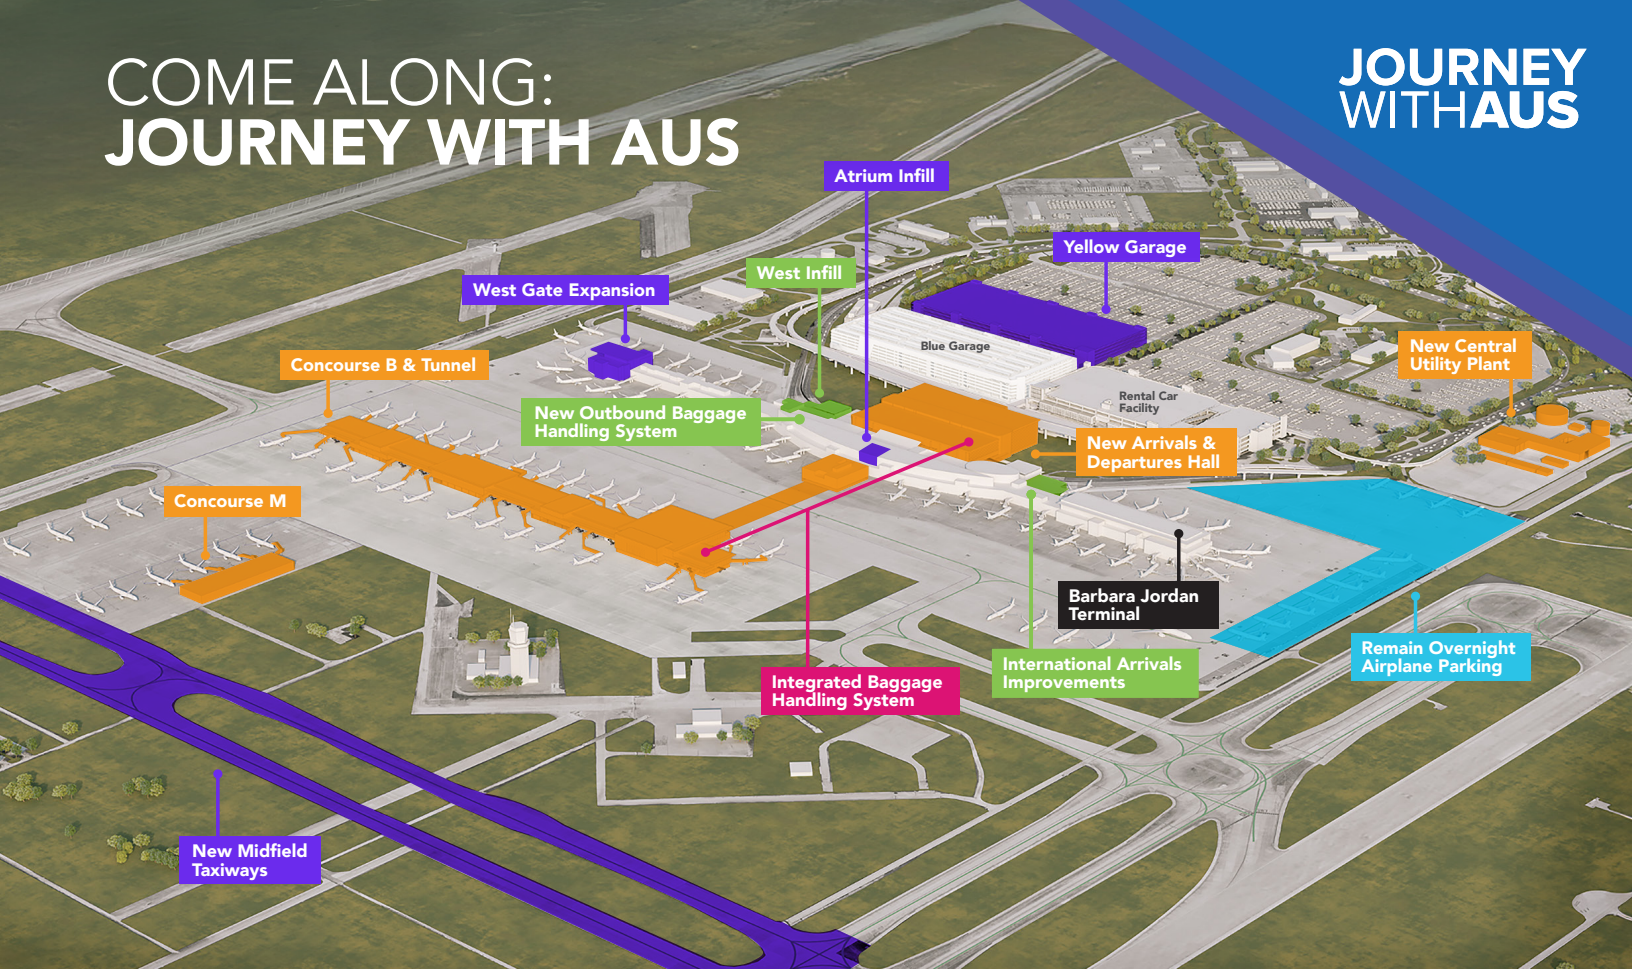 COME ALONG:
JOURNEY WITH AUS
JOURNEY
WITHAUS
Atrium Infill
Yellow Garage
West Infill
West Gate Expansion
Blue Garage
New Central
Utility Plant
Concourse B & Tunnel
Rental Car
Facility
New Outbound Baggage
Handling System
New Arrivals &
Departures Hall
Concourse M
Barbara Jordan
Terminal
Remain Overnight
Airplane Parking
International Arrivals
Improvements
Integrated Baggage
Handling System
New Midfield
Taxiways